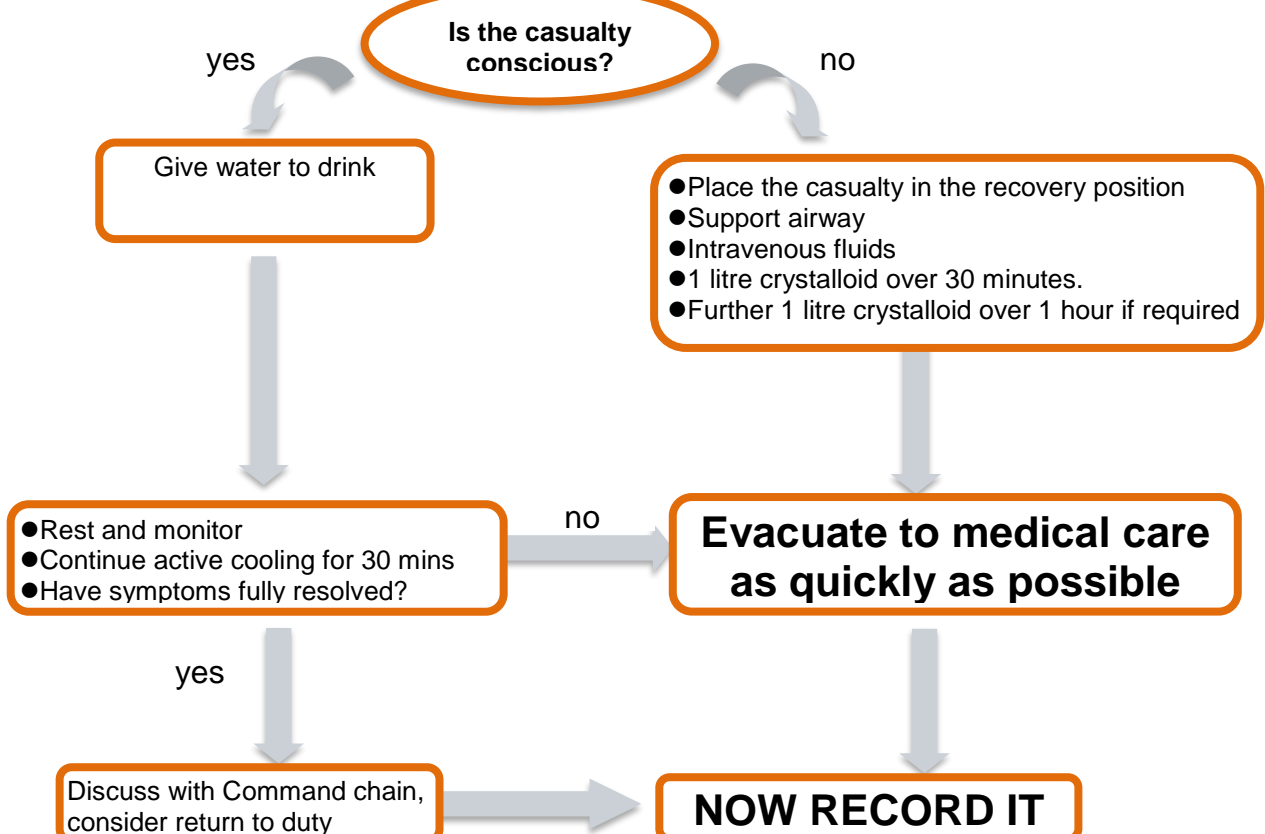 Is the casualty
conscious?
yes
no
Give water to drink
●Place the casualty in the recovery position
●Support airway
●Intravenous fluids
●1 litre crystalloid over 30 minutes.
●Further 1 litre crystalloid over 1 hour if required
●Rest and monitor
●Continue active cooling for 30 mins
●Have symptoms fully resolved?
no
Evacuate to medical care
as quickly as possible
yes
Discuss with Command chain,
consider return to duty
NOW RECORD IT